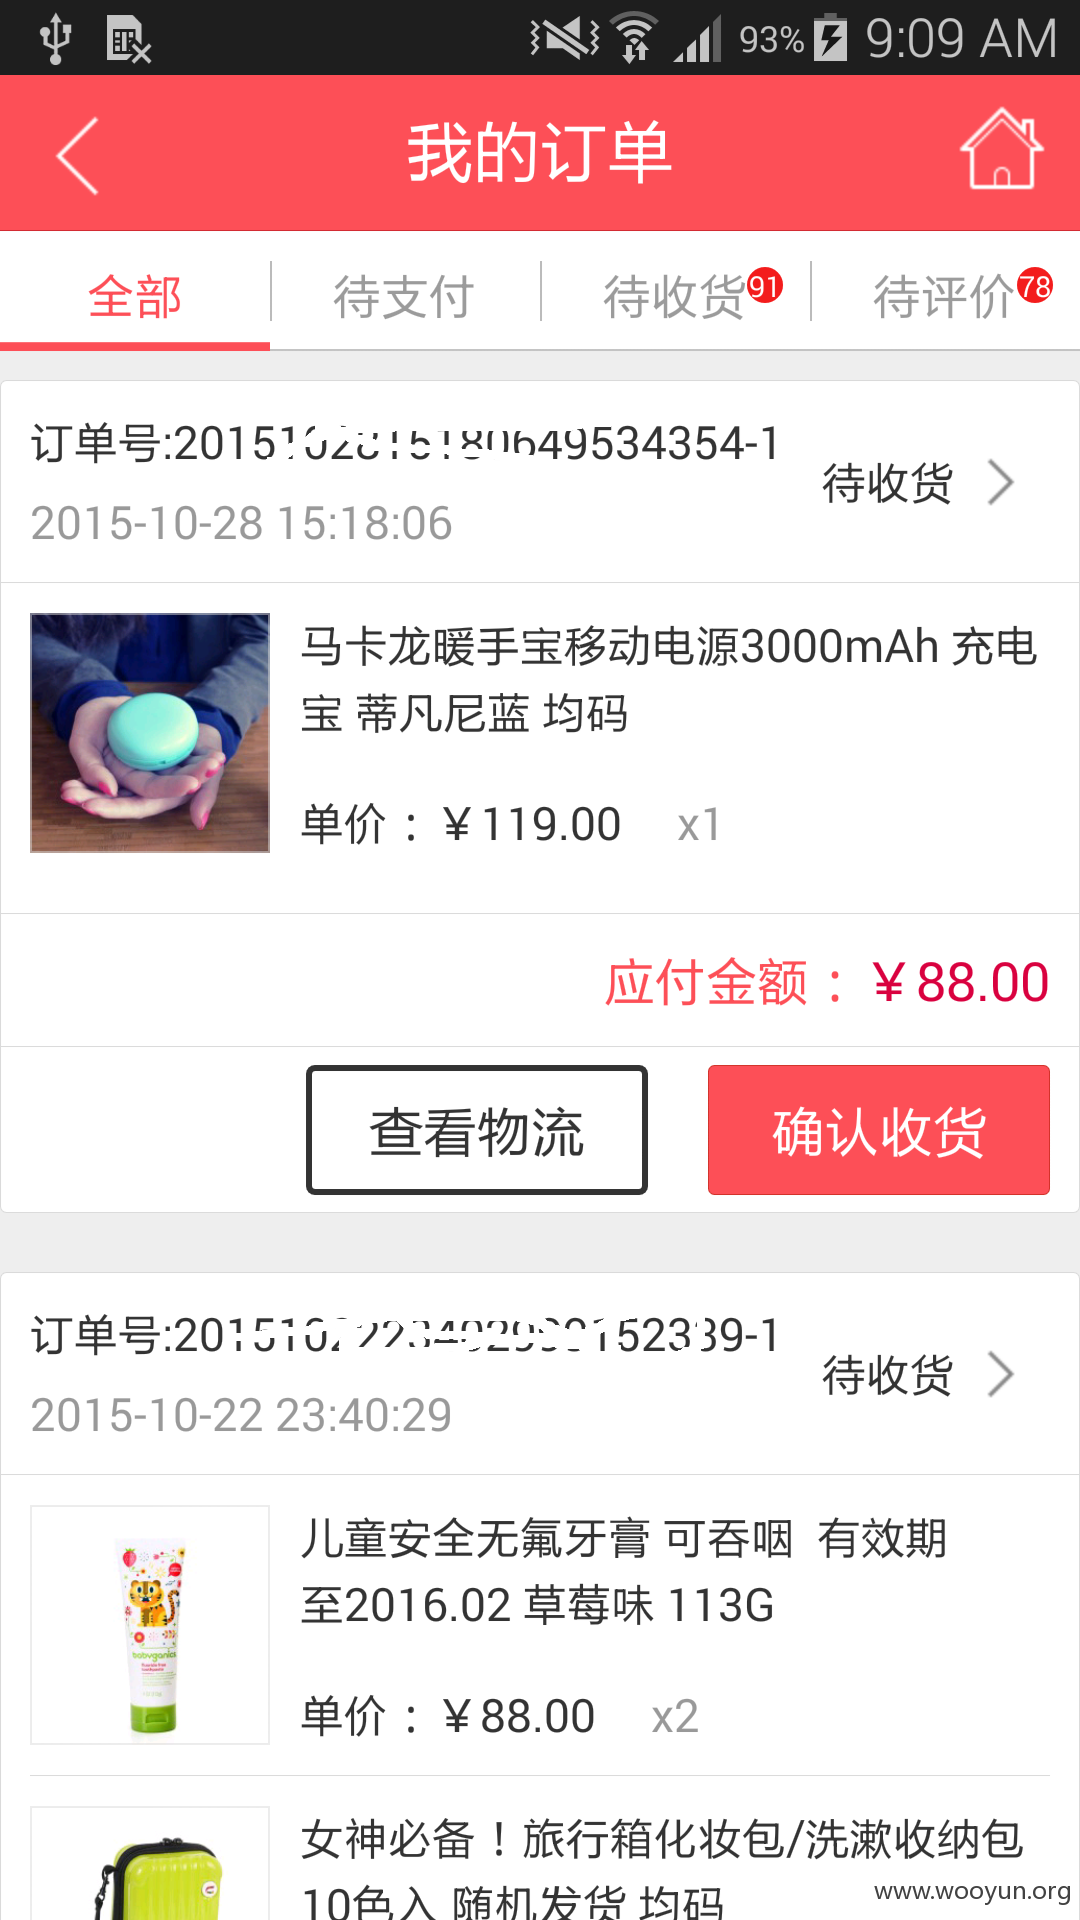 93% 9:09 AM
我的订单
全部 待支付 待收货 91 待评价 78
订单号:2015102815180649534354-1
待收货
2015-10-28 15:18:06
马卡龙暖手宝移动电源3000mAh 充电
宝 蒂凡尼蓝 均码
单价：￥119.00 x1
应付金额：￥88.00
查看物流 确认收货
订单号:201510222340299
待收货
2015-10-22 23:40:29
儿童安全无氟牙膏 可吞咽 有效期
至2016.02 草莓味 113G
babyganics
单价：￥88.00 x2
女神必备！旅行箱化妆包/洗漱收纳包
10色入 随机发货 均码
www.wooyun.org